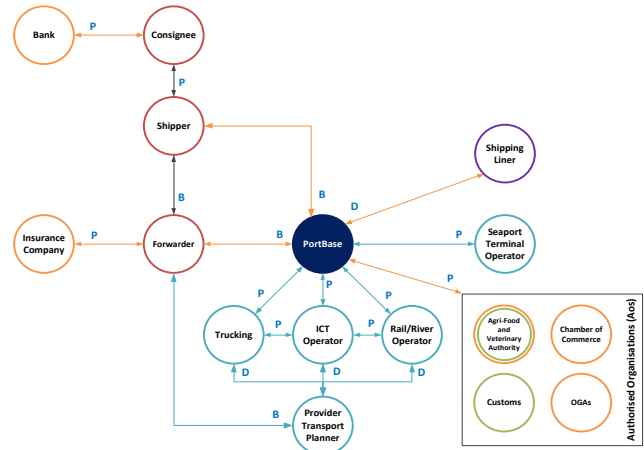 Bank
P
Consignee
P
Shipper
B
B
D
Shipping
Liner
Insurance
Company
P
Forwarder
B
PortBase
P
Seaport
Terminal
Operator
P
P
P
P
Trucking
P
ICT
Operator
P
Rail/River
Operator
D
D
D
B
Provider
Transport
Planner
Agri-Food
and
Veterinary
Authority
Chamber of
Commerce
Customs
OGAs
Authorised Organisations (Aos)